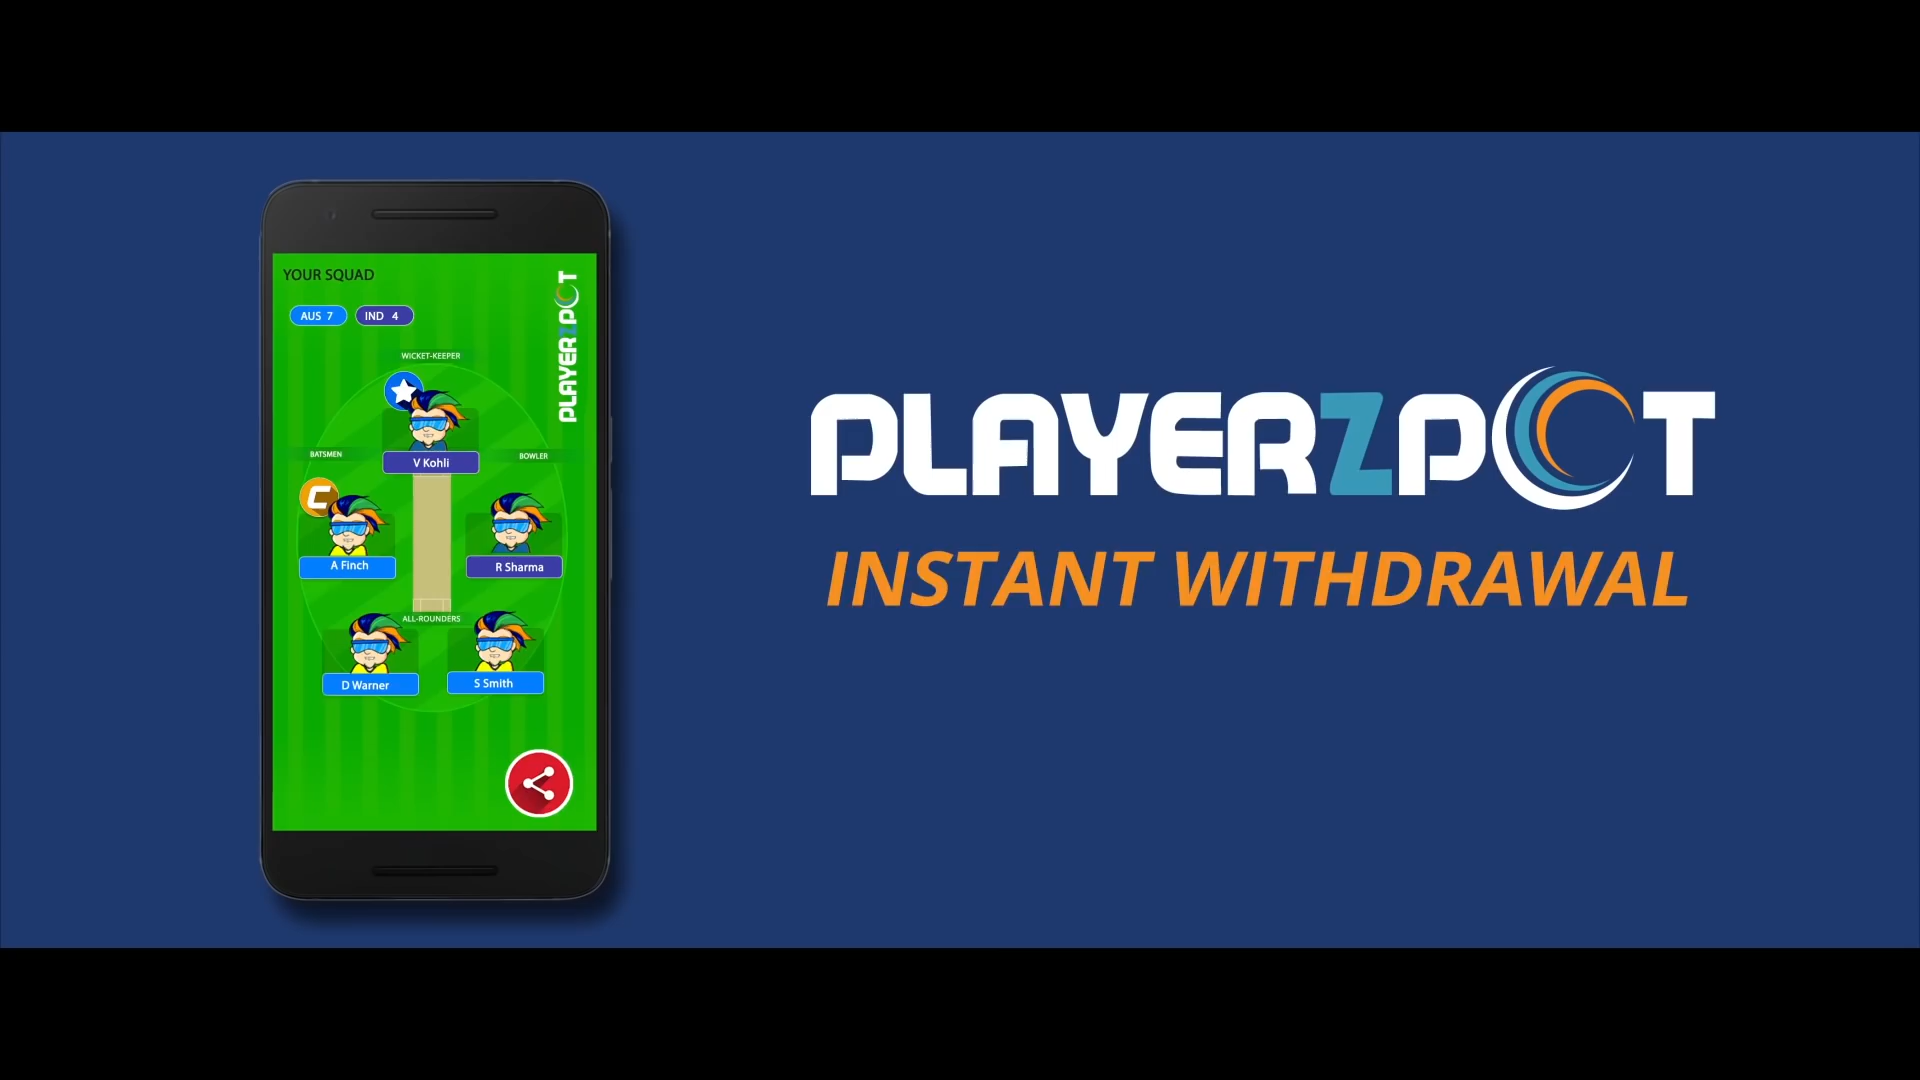 YOUR SQUAD
AUS 7
IND 4
PLAYERZPOT
WICKET-KEEPER
V Kohli
BATSMEN
BOWLER
C
A Finch
R Sharma
ALL-ROUNDERS
D Warner
S Smith
PLAYERZPOT
INSTANT WITHDRAWAL